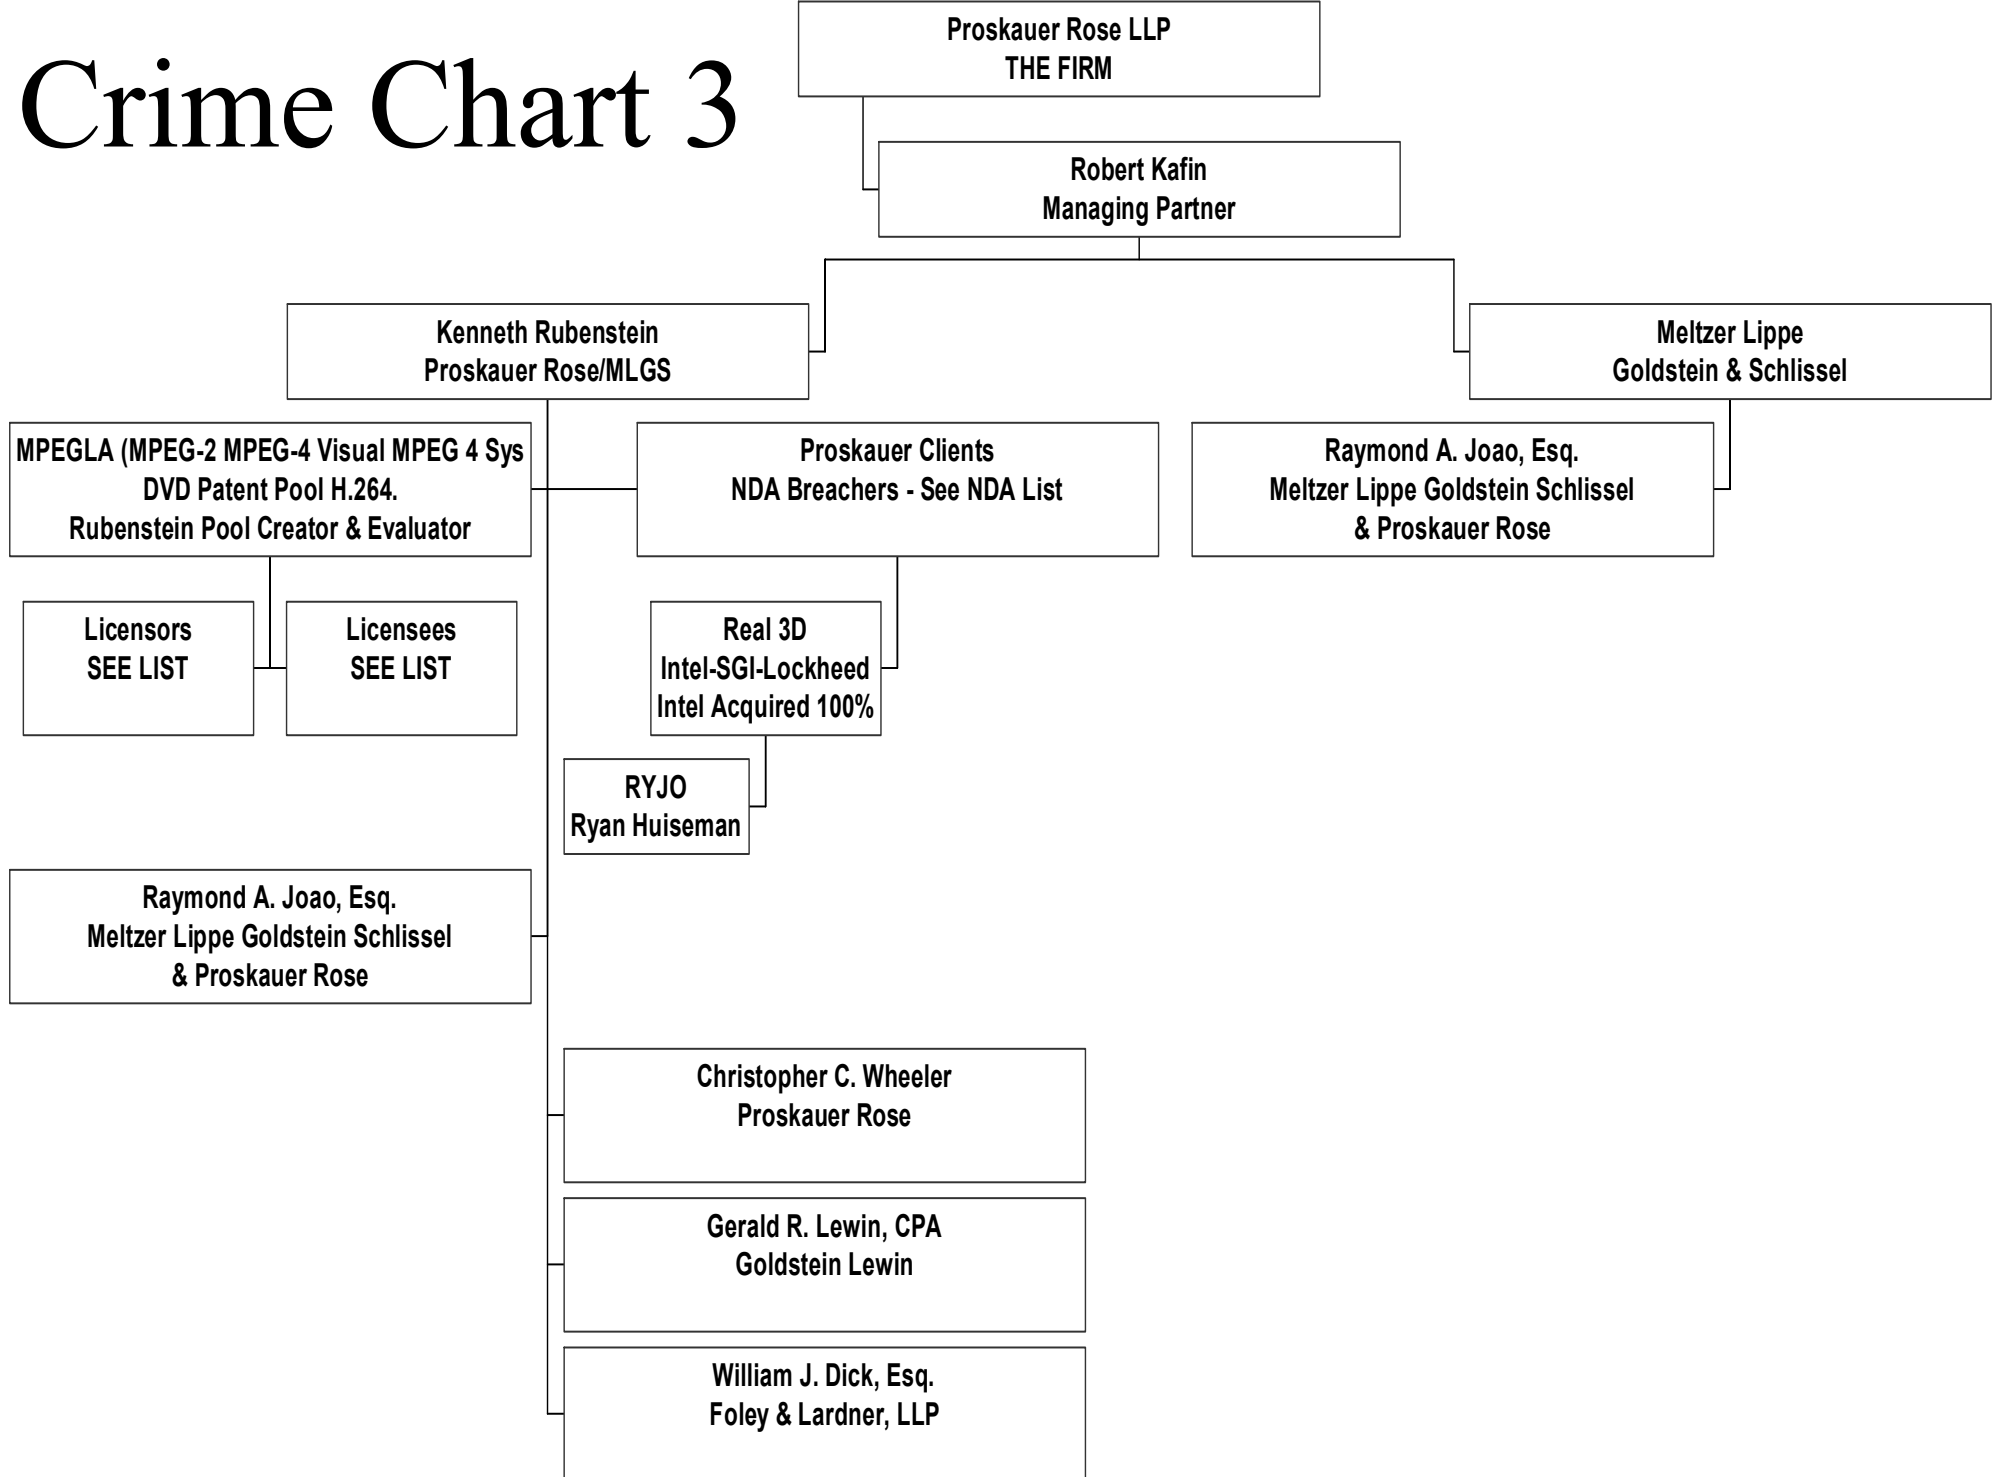 Crime Chart 3
Proskauer Rose LLP
THE FIRM
Robert Kafin
Managing Partner
Kenneth Rubenstein
Proskauer Rose/MLGS
Meltzer Lippe
Goldstein & Schlissel
MPEGLA (MPEG-2 MPEG-4 Visual MPEG 4 Sys
DVD Patent Pool H.264.
Rubenstein Pool Creator & Evaluator
Proskauer Clients
NDA Breachers - See NDA List
Raymond A. Joao, Esq.
Meltzer Lippe Goldstein Schlissel
& Proskauer Rose
Licensors
SEE LIST
Licensees
SEE LIST
Real 3D
Intel-SGI-Lockheed
Intel Acquired 100%
RYJO
Ryan Huiseman
Raymond A. Joao, Esq.
Meltzer Lippe Goldstein Schlissel
& Proskauer Rose
Christopher C. Wheeler
Proskauer Rose
Gerald R. Lewin, CPA
Goldstein Lewin
William J. Dick, Esq.
Foley & Lardner, LLP